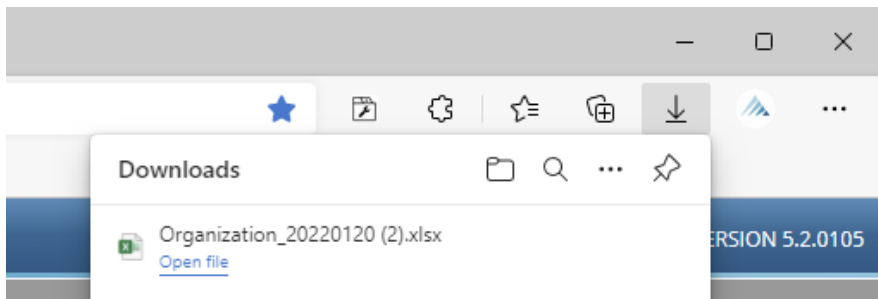 Downloads
Organization_20220120 (2).xlsx
Open file
ERSION 5.2.0105